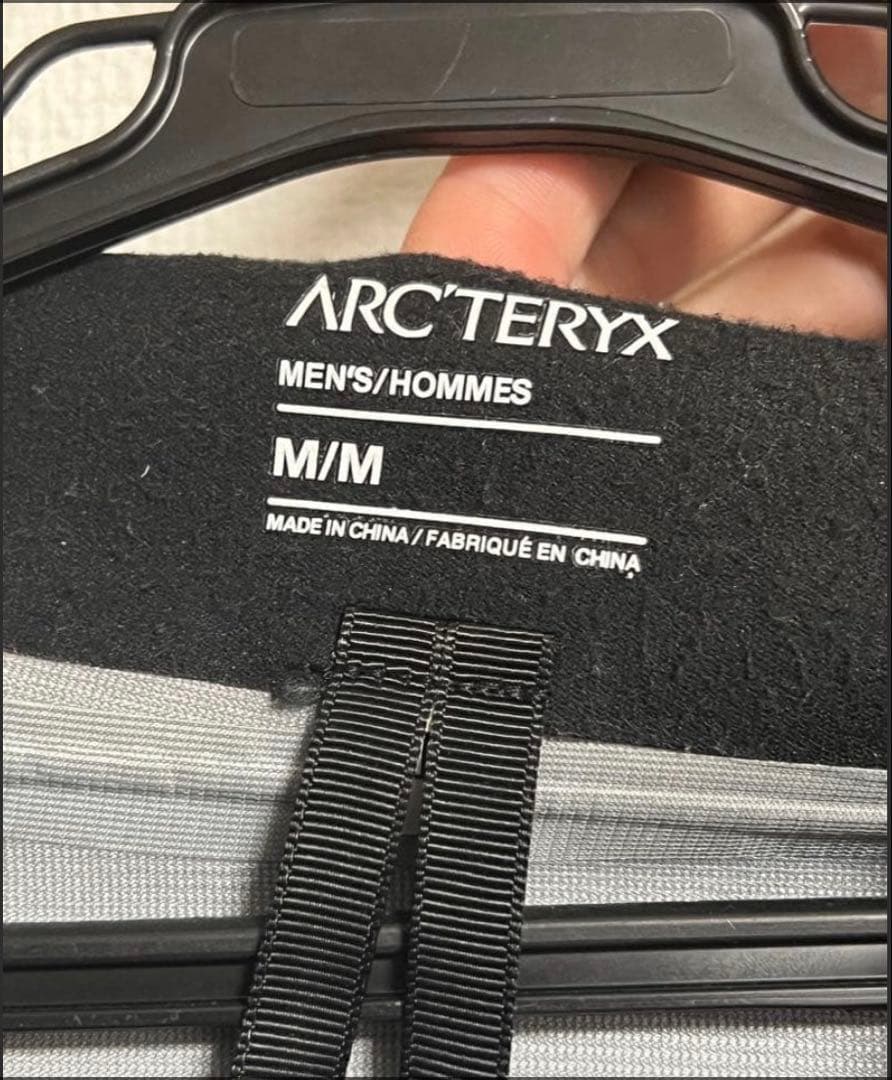 ARC'TERYX
MEN'S/HOMMES
M/M
MADE IN CHINA / FABRIQUÉ EN CHINA